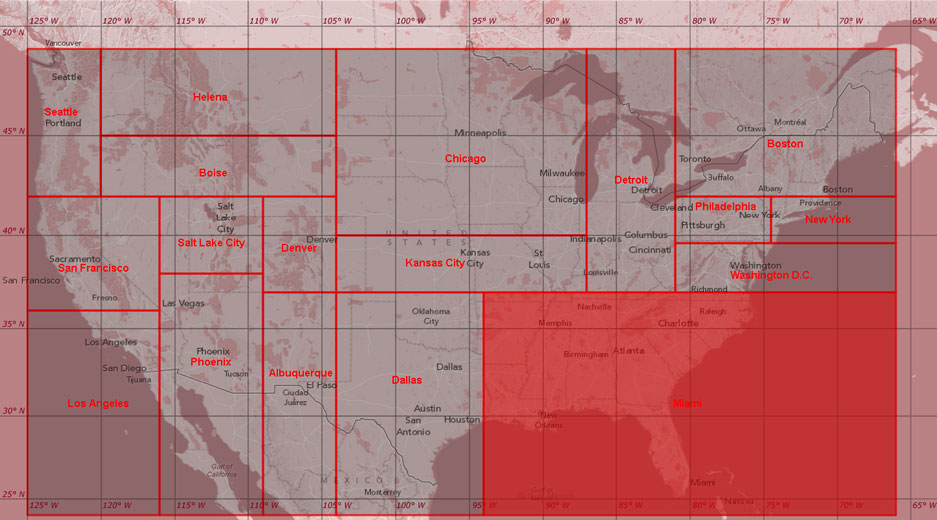 125° W 120° W 115° W 110° W 105° W 100° W 95° W 90° W 85° W 80° W 75° W 70° W 65° W
50° N
Vancouver
Seattle
Helena
Seattle
Portland
Ottawa Montréal
45° N
Minneapolis
Boston
Chicago
Toronto
Milwaukee
Boise
Detroit
Buffalo
Detroit
Albany
Boston
Chicago
Providence
Salt
Lake
City
Cleveland
Philadelphia
New York
New York
Pittsburgh
40° N
UNITED
STATES
Denver
Indianapolis
Columbus
Salt Lake City
Denver
Kansas
City
Kansas City
St
Louis
Cincinnati
Sacramento
San Francisco
Washington
Washington D.C.
Louisville
San Francisco
Fresno
Las Vegas
Richmond
Nashville
Raleigh
Oklahoma
City
Memphis
Charlotte
35° N
Los Angeles
Phoenix
Phoenix
Birmingham
Atlanta
San Diego
Tijuana
Tucson
Albuquerque
Dallas
Dallas
El Paso
Ciudad
Juárez
Los Angeles
Miami
30° N
Austin
San
Antonio
Houston
New
Orleans
Gulf of
California
MEXICO
Monterrey
Miami
25° N
Nassau
125° W 120° W 115° W 110° W 105° W 100° W 95° W 90° W 85° W 80° W 75° W 70° W 65° W